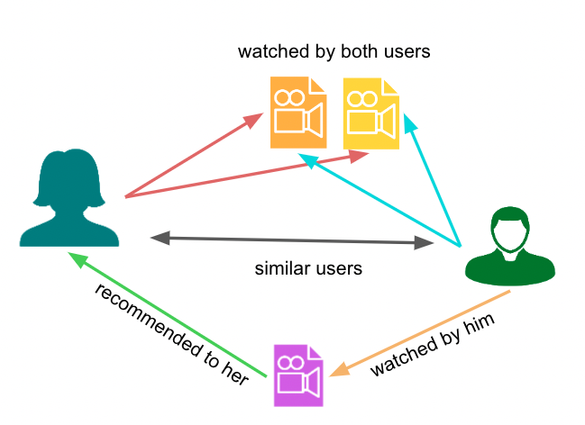 watched by both users
similar users
recommended to her
watched by him